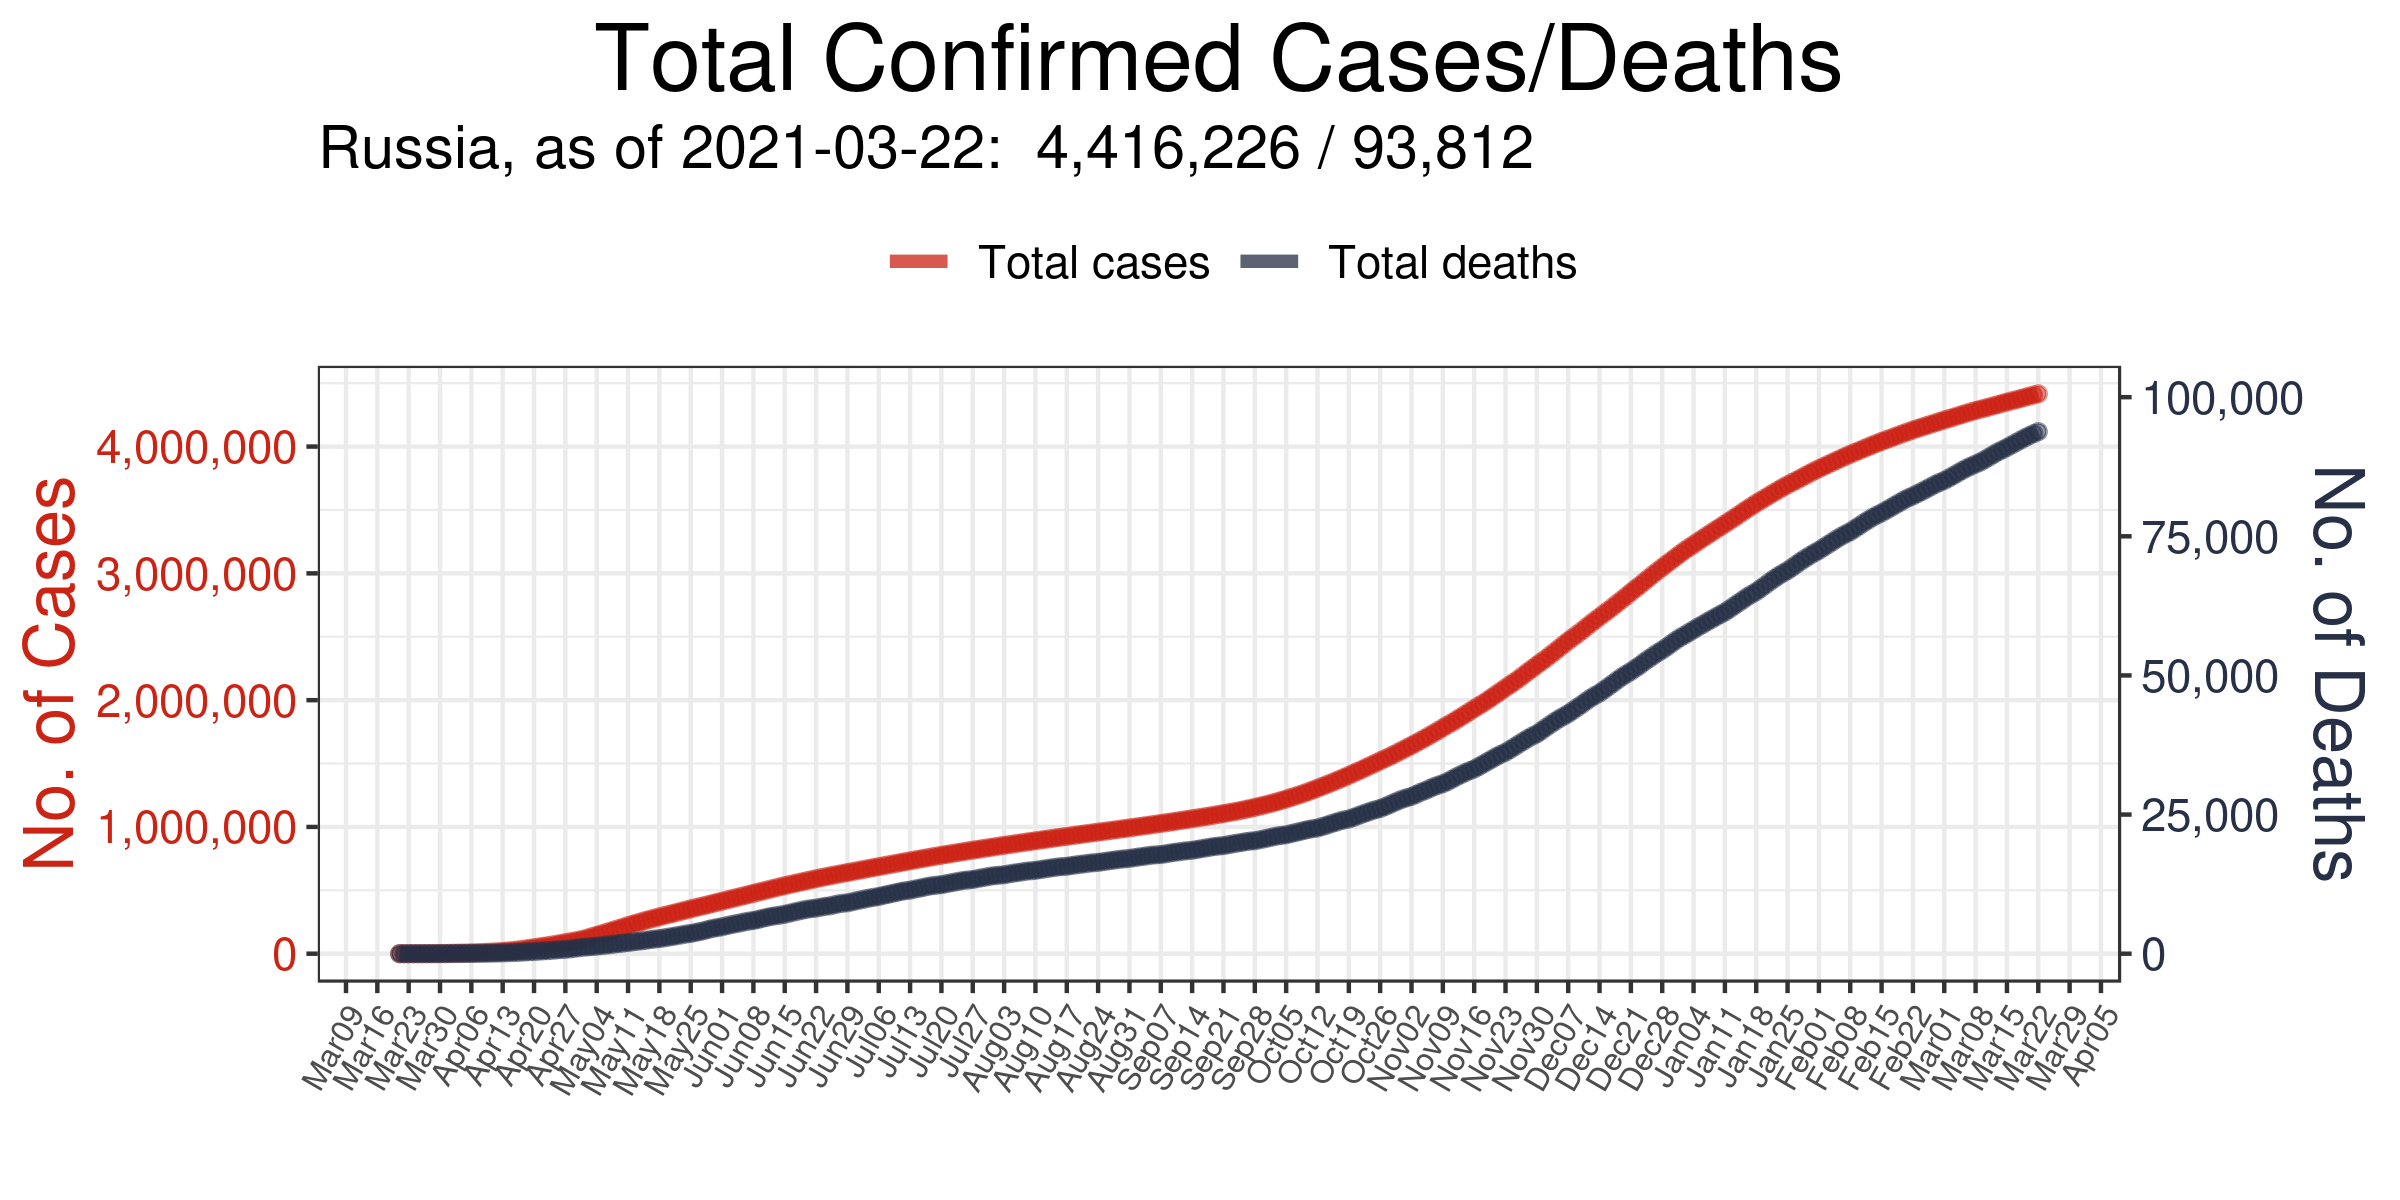 Total Confirmed Cases/Deaths
Russia, as of 2021-03-22:  4,416,226 / 93,812
Total cases
Total deaths
No. of Cases
4,000,000
3,000,000
2,000,000
1,000,000
0
100,000
75,000
50,000
25,000
0
No. of Deaths
Mar09
Mar16
Mar23
Mar30
Apr06
Apr13
Apr20
Apr27
May04
May11
May18
May25
Jun01
Jun08
Jun15
Jun22
Jun29
Jul06
Jul13
Jul20
Jul27
Aug03
Aug10
Aug17
Aug24
Aug31
Sep07
Sep14
Sep21
Sep28
Oct05
Oct12
Oct19
Oct26
Nov02
Nov09
Nov16
Nov23
Nov30
Dec07
Dec14
Dec21
Dec28
Jan04
Jan11
Jan18
Jan25
Feb01
Feb08
Feb15
Feb22
Mar01
Mar08
Mar15
Mar22
Mar29
Apr05